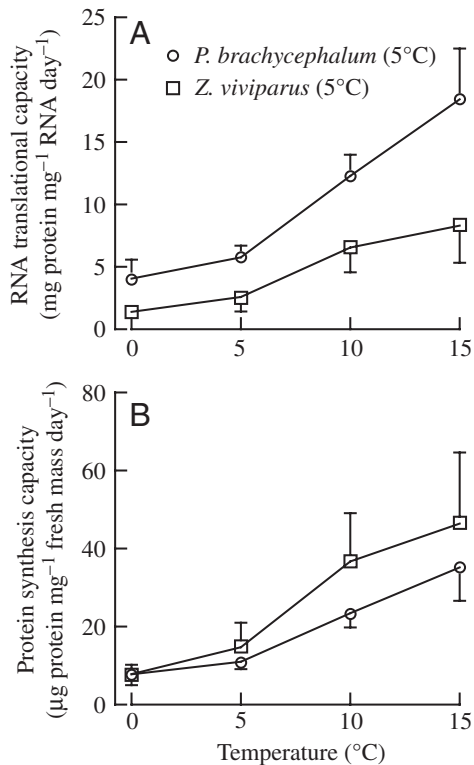 A
P. brachycephalum (5°C)
Z. viviparus (5°C)
RNA translational capacity
(mg protein mg⁻¹ RNA day⁻¹)
25
20
15
10
5
0
0 5 10 15
B
Protein synthesis capacity
(μg protein mg⁻¹ fresh mass day⁻¹)
80
60
40
20
0
0 5 10 15
Temperature (°C)